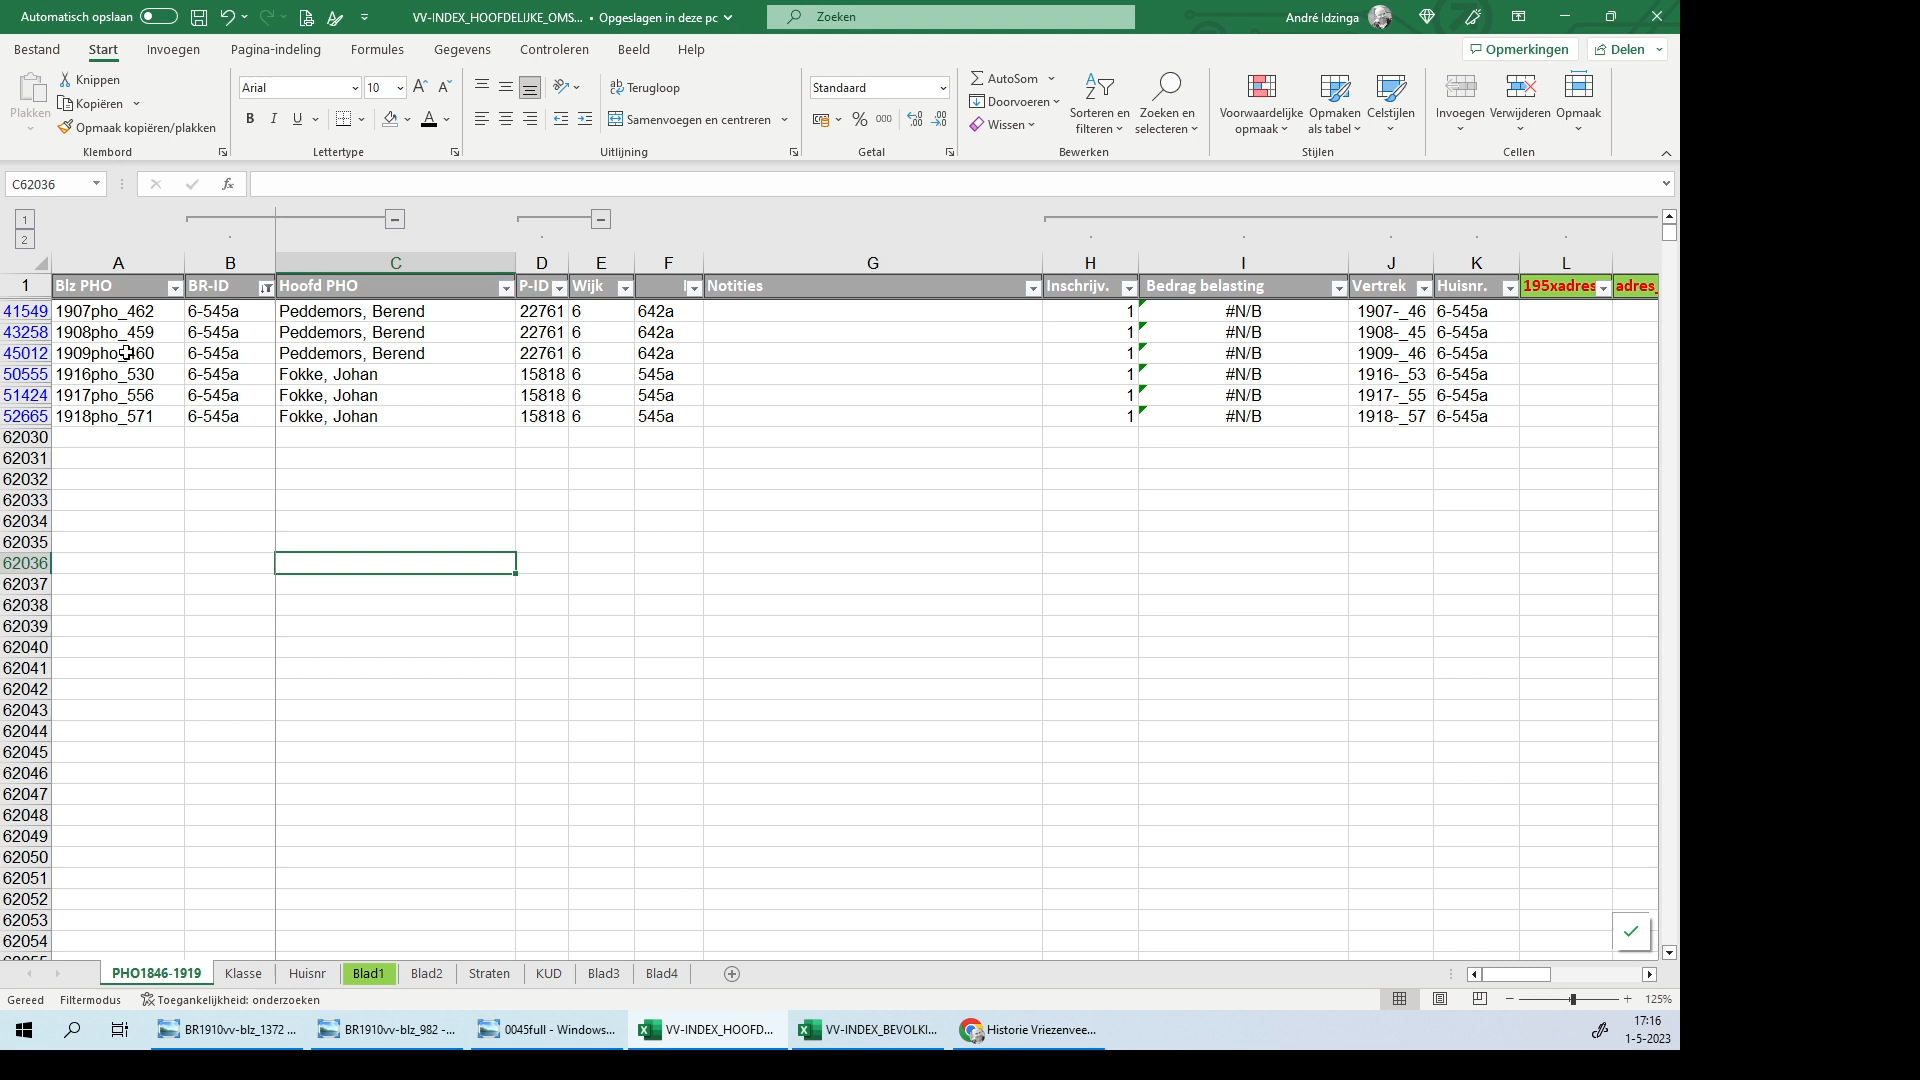 Automatisch opslaan
VV-INDEX_HOOFDELIJKE_OMS... • Opgeslagen in deze pc
Zoeken
André Idzinga
Bestand Start Invoegen Pagina-indeling Formules Gegevens Controleren Beeld Help
Opmerkingen Delen
Plakken
Knippen
Kopiëren
Opmaak kopiëren/plakken
Klembord
Arial 10
B I U
Lettertype
Terugloop
Samenvoegen en centreren
Uitlijning
Standaard
% 000
Getal
AutoSom
Doorvoeren
Wissen
Sorteren en filteren
Zoeken en selecteren
Bewerken
Voorwaardelijke opmaak
Opmaken als tabel
Celstijlen
Stijlen
Invoegen Verwijderen Opmaak
Cellen
C62036
fx
1
2
A B C D E F G H I J K L
1 Blz PHO BR-ID Hoofd PHO P-ID Wijk Notities Inschrijv. Bedrag belasting Vertrek Huisnr. 195xadres adres_
41549 1907pho_462 6-545a Peddemors, Berend 22761 6 642a 1 #N/B 1907-_46 6-545a
43258 1908pho_459 6-545a Peddemors, Berend 22761 6 642a 1 #N/B 1908-_45 6-545a
45012 1909pho_460 6-545a Peddemors, Berend 22761 6 642a 1 #N/B 1909-_46 6-545a
50555 1916pho_530 6-545a Fokke, Johan 15818 6 545a 1 #N/B 1916-_53 6-545a
51424 1917pho_556 6-545a Fokke, Johan 15818 6 545a 1 #N/B 1917-_55 6-545a
52665 1918pho_571 6-545a Fokke, Johan 15818 6 545a 1 #N/B 1918-_57 6-545a
62030
62031
62032
62033
62034
62035
62036
62037
62038
62039
62040
62041
62042
62043
62044
62045
62046
62047
62048
62049
62050
62051
62052
62053
62054
PHO1846-1919 Klasse Huisnr Blad1 Blad2 Straten KUD Blad3 Blad4
Gereed Filtermodus Toegankelijkheid: onderzoeken 125%
BR1910vv-blz_1372 ... BR1910vv-blz_982 -... 0045full - Windows... VV-INDEX_HOOFD... VV-INDEX_BEVOLKI... Historie Vriezenvee...
17:16
1-5-2023